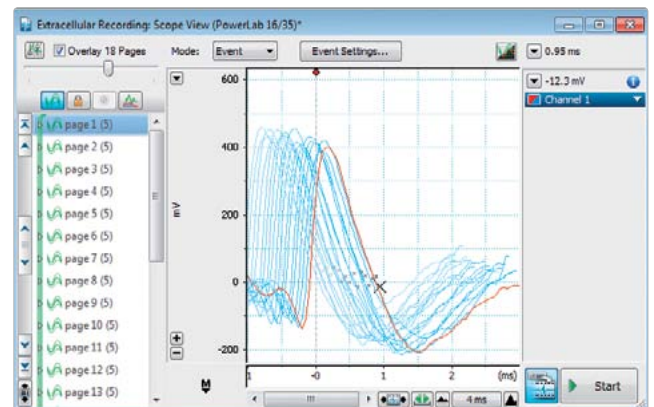 Extracellular Recording: Scope View (PowerLab 16/35)*
Overlay 18 Pages Mode: Event Event Settings... 0.95 ms
-12.3 mV
Channel 1
page 1 (5)
page 2 (5)
page 3 (5)
page 4 (5)
page 5 (5)
page 6 (5)
page 7 (5)
page 8 (5)
page 9 (5)
page 10 (5)
page 11 (5)
page 12 (5)
page 13 (5)
600
400
200
0
-200
mV
1 -0 1 2 (ms)
M
4 ms
Start